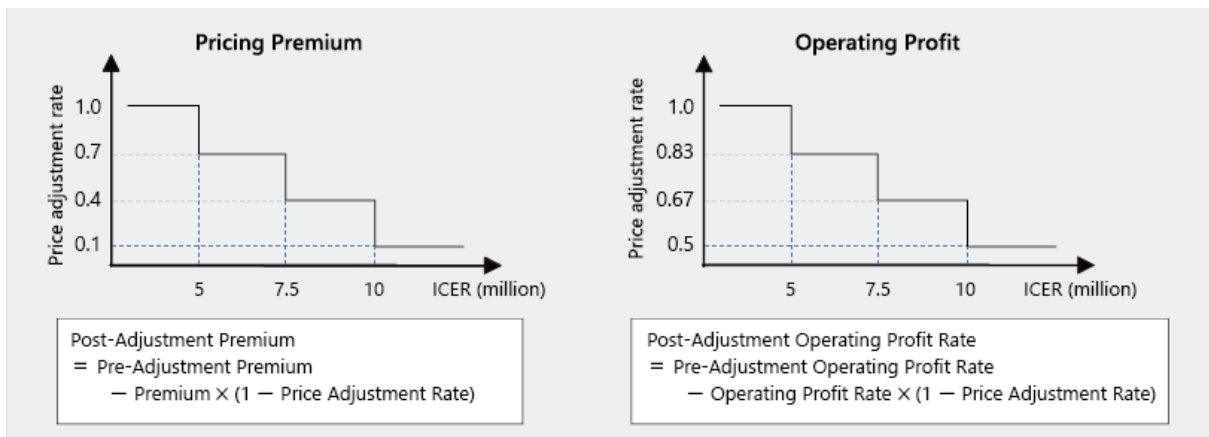 Pricing Premium
Price adjustment rate
1.0
0.7
0.4
0.1
5
7.5
10
ICER (million)
Post-Adjustment Premium
= Pre-Adjustment Premium
— Premium × (1 — Price Adjustment Rate)
Operating Profit
Price adjustment rate
1.0
0.83
0.67
0.5
5
7.5
10
ICER (million)
Post-Adjustment Operating Profit Rate
= Pre-Adjustment Operating Profit Rate
— Operating Profit Rate × (1 — Price Adjustment Rate)